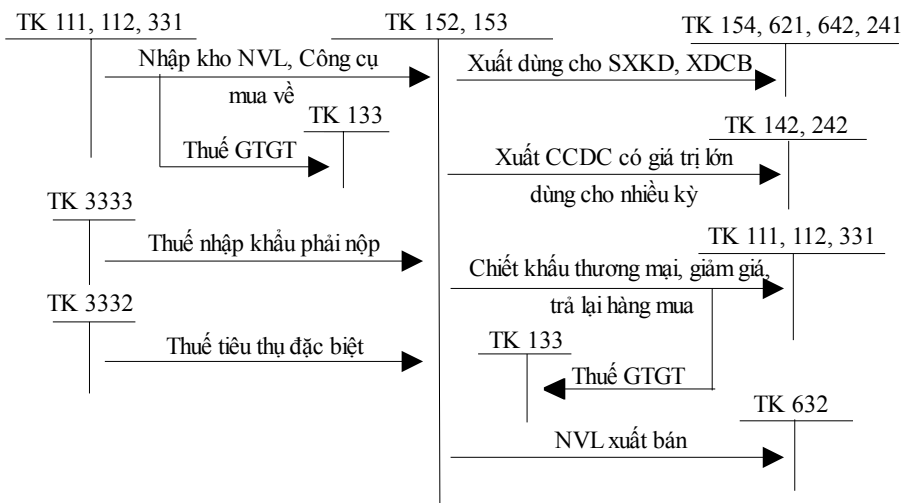 TK 111, 112, 331
TK 152, 153
TK 154, 621, 642, 241
Nhập kho NVL, Công cụ
mua về
Xuất dùng cho SXKD, XDCB
TK 133
Thuế GTGT
TK 142, 242
Xuất CCDC có giá trị lớn
dùng cho nhiều kỳ
TK 3333
Thuế nhập khẩu phải nộp
TK 111, 112, 331
Chiết khấu thương mại, giảm giá,
trả lại hàng mua
TK 3332
Thuế tiêu thụ đặc biệt
TK 133
Thuế GTGT
TK 632
NVL xuất bán